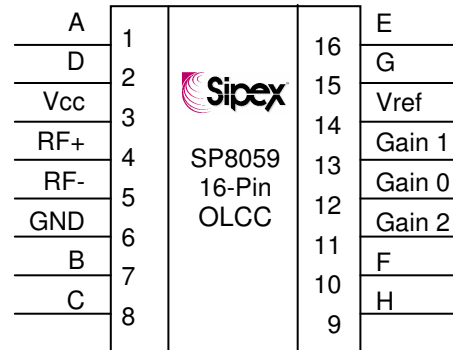 A
1
D
2
Vcc
3
RF+
4
RF-
5
GND
6
B
7
C
8
Sipex
SP8059
16-Pin
OLCC
E
16
G
15
Vref
14
Gain 1
13
Gain 0
12
Gain 2
11
F
10
H
9